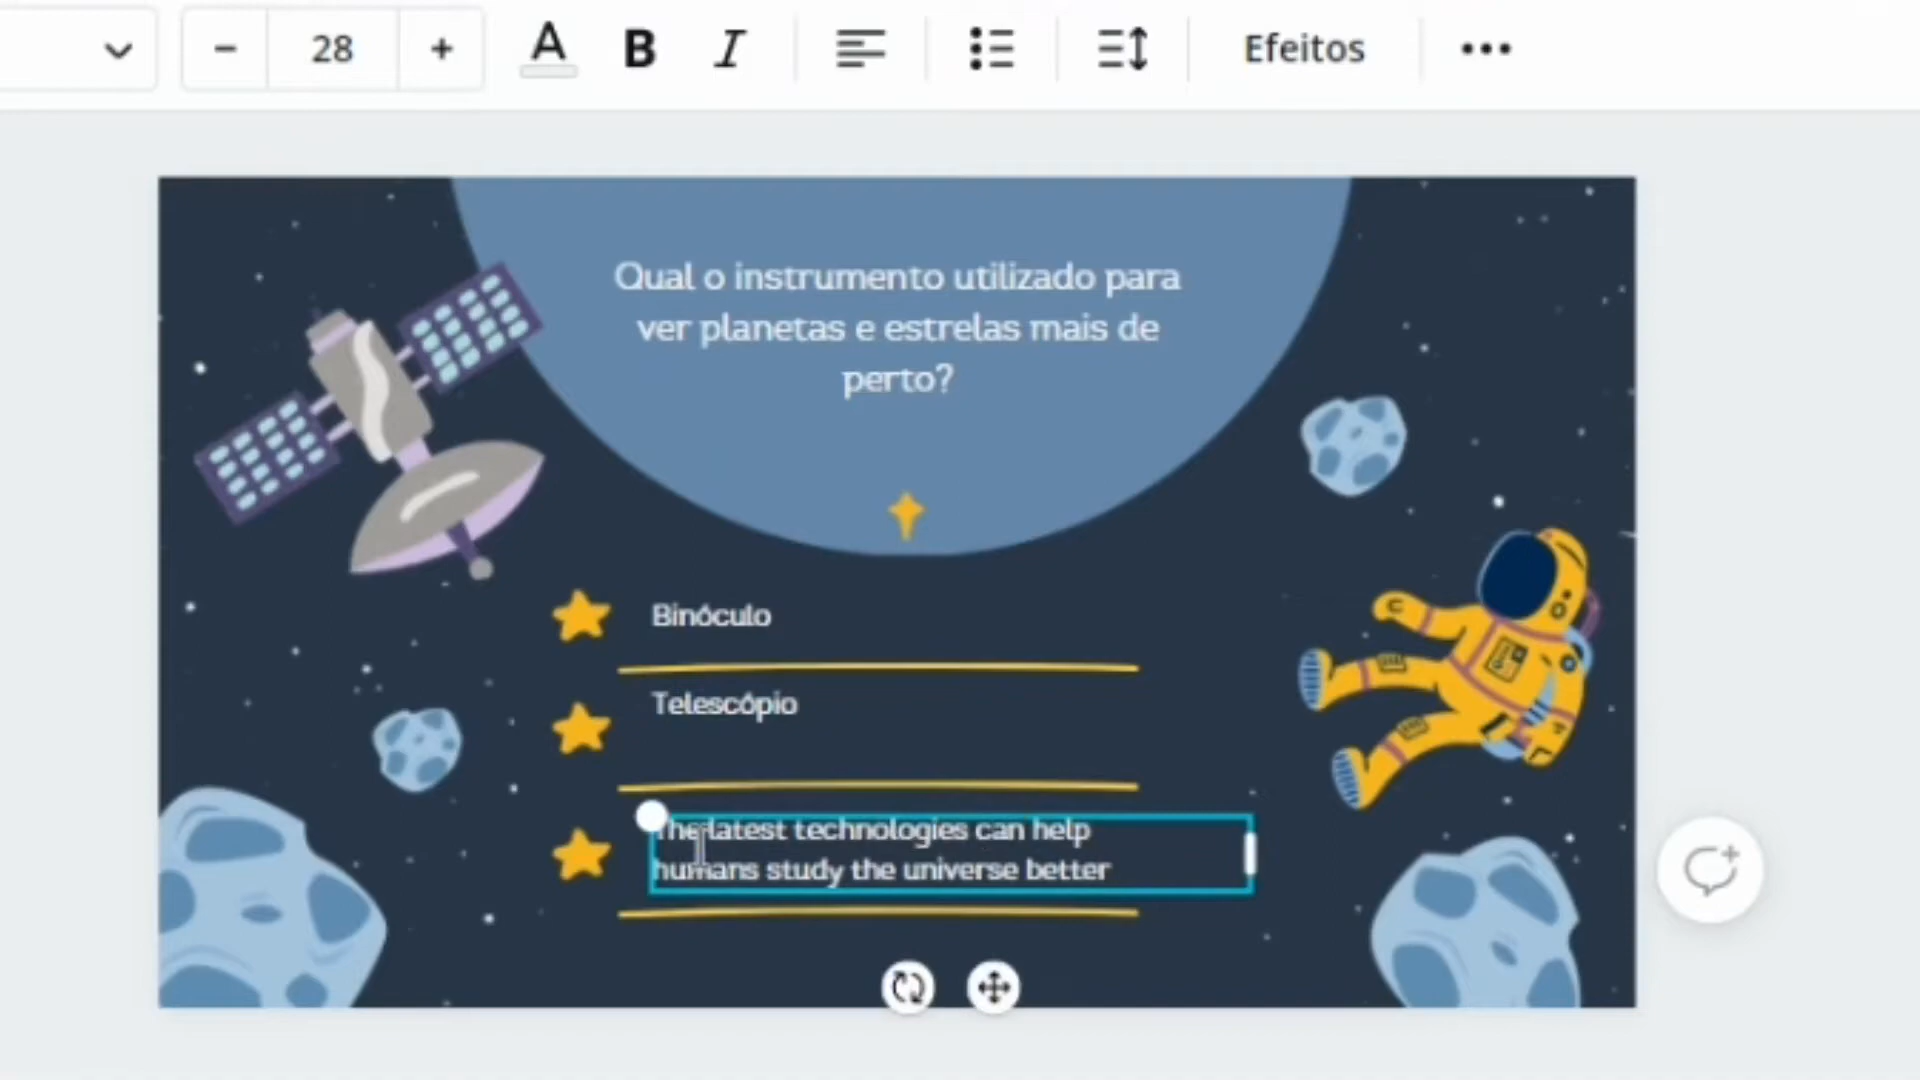 28
A
B
I
Efeitos
Qual o instrumento utilizado para
ver planetas e estrelas mais de
perto?
Binóculo
Telescópio
The latest technologies can help
humans study the universe better